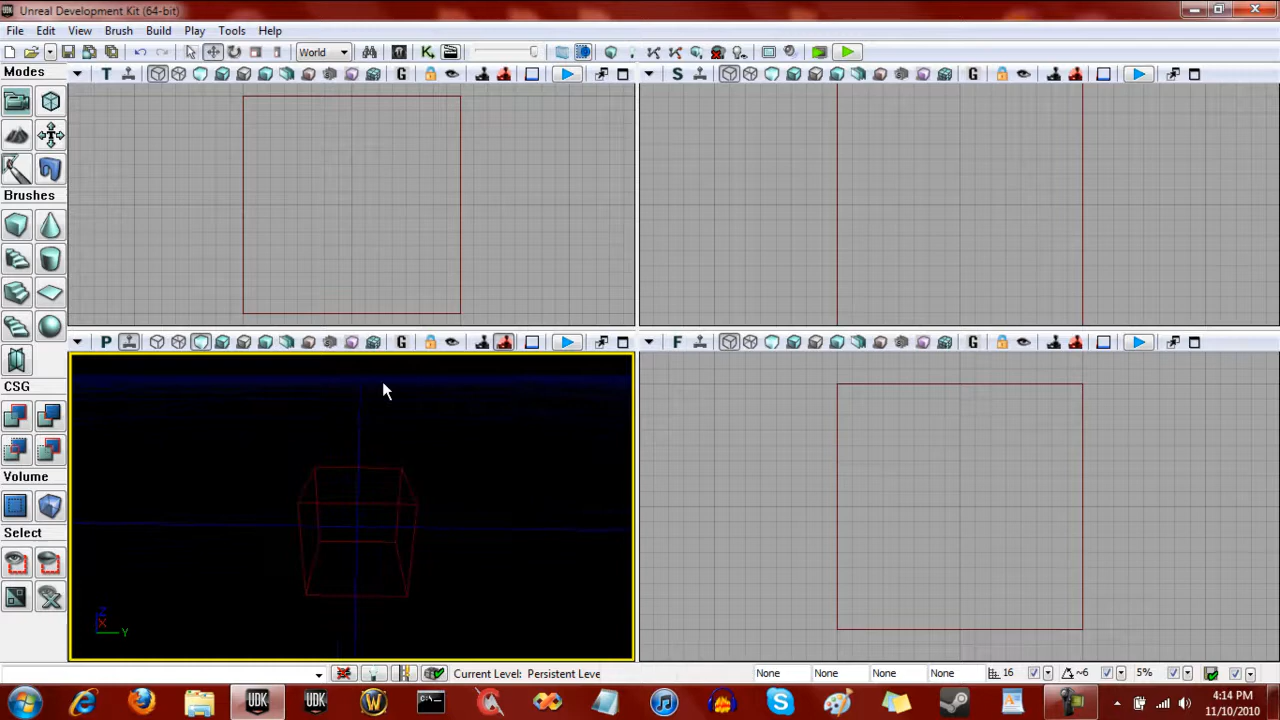 Unreal Development Kit (64-bit)
File Edit View Brush Build Play Tools Help
World
Modes
T
G
S
G
Brushes
P
G
F
G
CSG
Volume
Select
Z
X
Y
Current Level: Persistent Leve
None
None
None
None
16
~6
5%
UDK
UDK
4:14 PM
11/10/2010